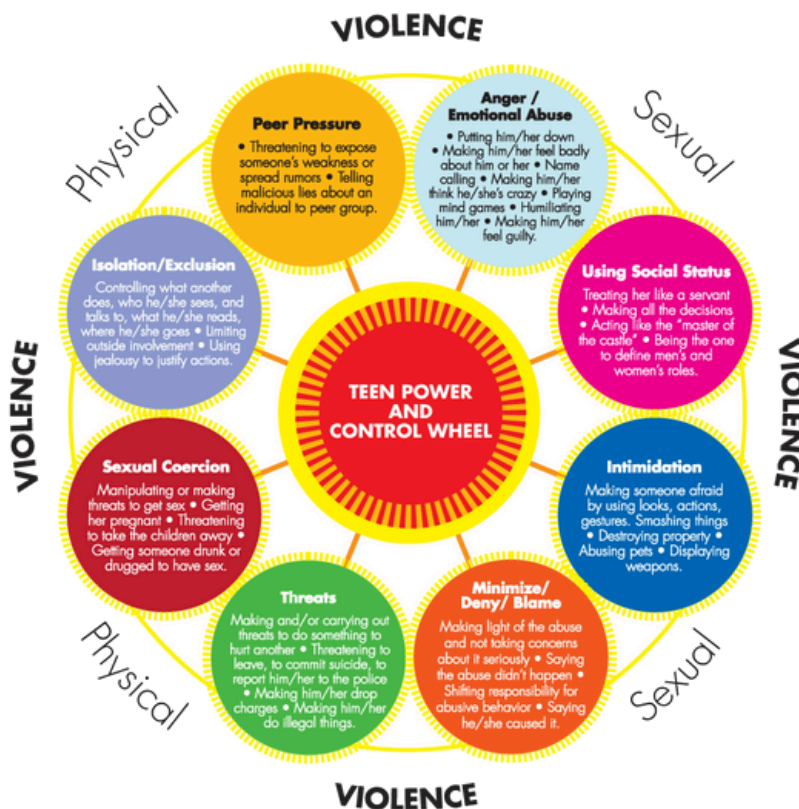 VIOLENCE
Physical
Sexual
Peer Pressure
• Threatening to expose
someone's weakness or
spread rumors • Telling
malicious lies about an
individual to peer group.
Anger /
Emotional Abuse
• Putting him/her down
• Making him/her feel badly
about him or her • Name
calling • Making him/her
think he/she's crazy • Playing
mind games • Humiliating
him/her • Making him/her
feel guilty.
Isolation/Exclusion
Controlling what another
does, who he/she sees, and
talks to, what he/she reads,
where he/she goes • Limiting
outside involvement • Using
jealousy to justify actions.
Using Social Status
Treating her like a servant
• Making all the decisions
• Acting like the "master of
the castle" • Being the one
to define men's and
women's roles.
VIOLENCE
TEEN POWER
AND
CONTROL WHEEL
VIOLENCE
Sexual Coercion
Manipulating or making
threats to get sex • Getting
her pregnant • Threatening
to take the children away •
Getting someone drunk or
drugged to have sex.
Intimidation
Making someone afraid
by using looks, actions,
gestures. Smashing things
• Destroying property •
Abusing pets • Displaying
weapons.
Threats
Making and/or carrying out
threats to do something to
hurt another • Threatening to
leave, to commit suicide, to
report him/her to the police
• Making him/her drop
charges • Making him/her
do illegal things.
Minimize/
Deny/ Blame
Making light of the abuse
and not taking concerns
about it seriously • Saying
the abuse didn't happen •
Shifting responsibility for
abusive behavior • Saying
he/she caused it.
Physical
Sexual
VIOLENCE